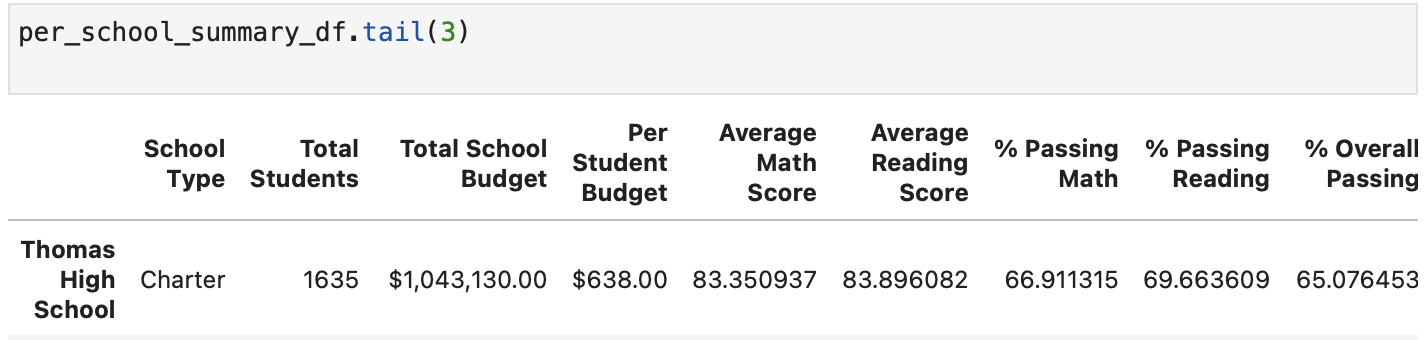 per_school_summary_df.tail(3)
School Type Total Students Total School Budget Per Student Budget Average Math Score Average Reading Score % Passing Math % Passing Reading % Overall Passing
Thomas High School Charter 1635 $1,043,130.00 $638.00 83.350937 83.896082 66.911315 69.663609 65.076453